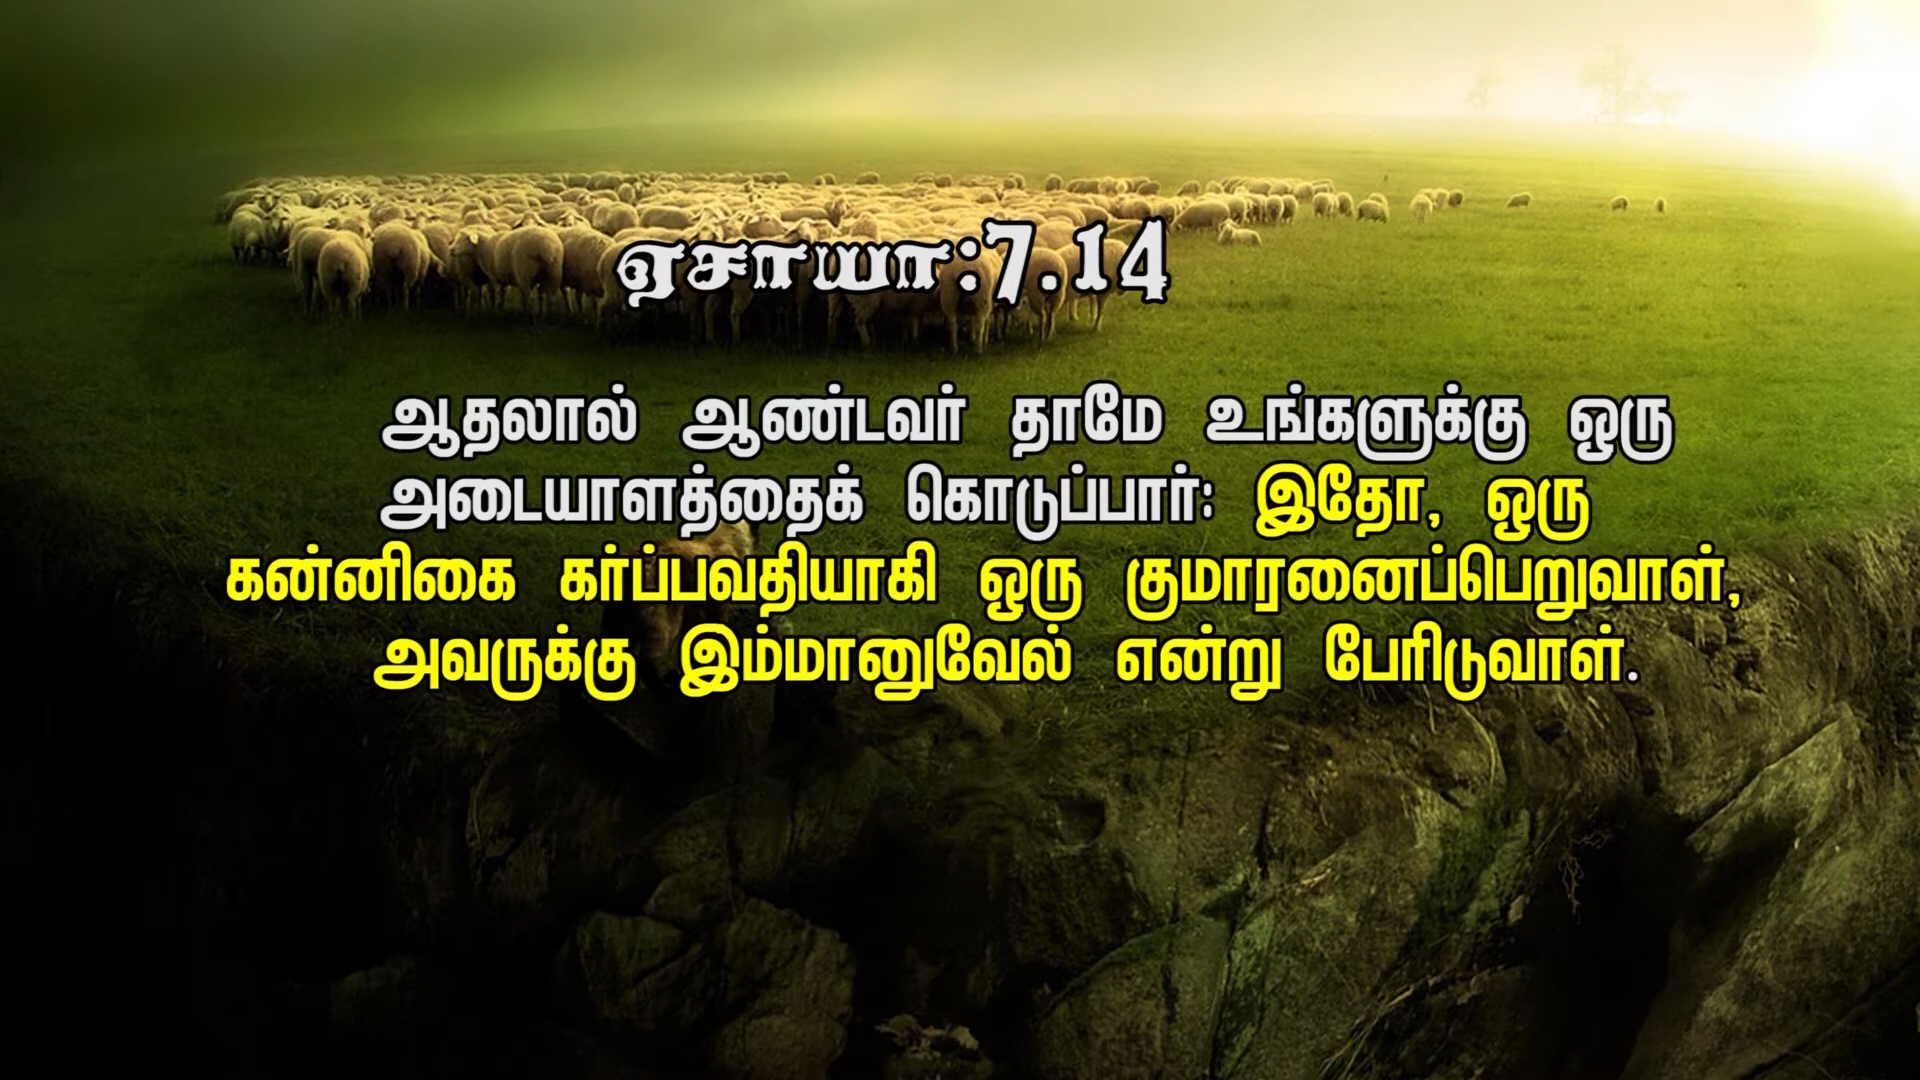 ஏசாயா:7.14
ஆதலால் ஆண்டவர் தாமே உங்களுக்கு ஒரு
அடையாளத்தைக் கொடுப்பார்: இதோ, ஒரு
கன்னிகை கர்ப்பவதியாகி ஒரு குமாரனைப்பெறுவாள்,
அவருக்கு இம்மானுவேல் என்று பேரிடுவாள்.